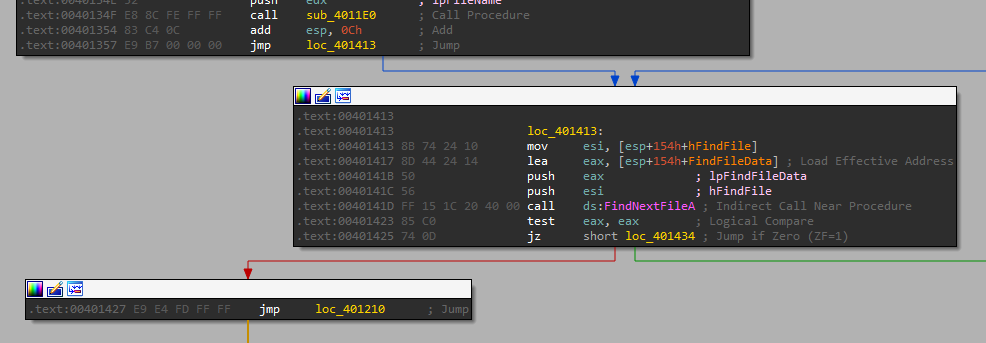 .text:0040134E 52 push edx ; lpFileName
.text:0040134F E8 8C FE FF FF call sub_4011E0 ; Call Procedure
.text:00401354 83 C4 0C add esp, 0Ch ; Add
.text:00401357 E9 B7 00 00 00 jmp loc_401413 ; Jump
.text:00401413
.text:00401413 loc_401413:
.text:00401413 8B 74 24 10 mov esi, [esp+154h+hFindFile]
.text:00401417 8D 44 24 14 lea eax, [esp+154h+FindFileData] ; Load Effective Address
.text:0040141B 50 push eax ; lpFindFileData
.text:0040141C 56 push esi ; hFindFile
.text:0040141D FF 15 1C 20 40 00 call ds:FindNextFileA ; Indirect Call Near Procedure
.text:00401423 85 C0 test eax, eax ; Logical Compare
.text:00401425 74 0D jz short loc_401434 ; Jump if Zero (ZF=1)
.text:00401427 E9 E4 FD FF FF jmp loc_401210 ; Jump